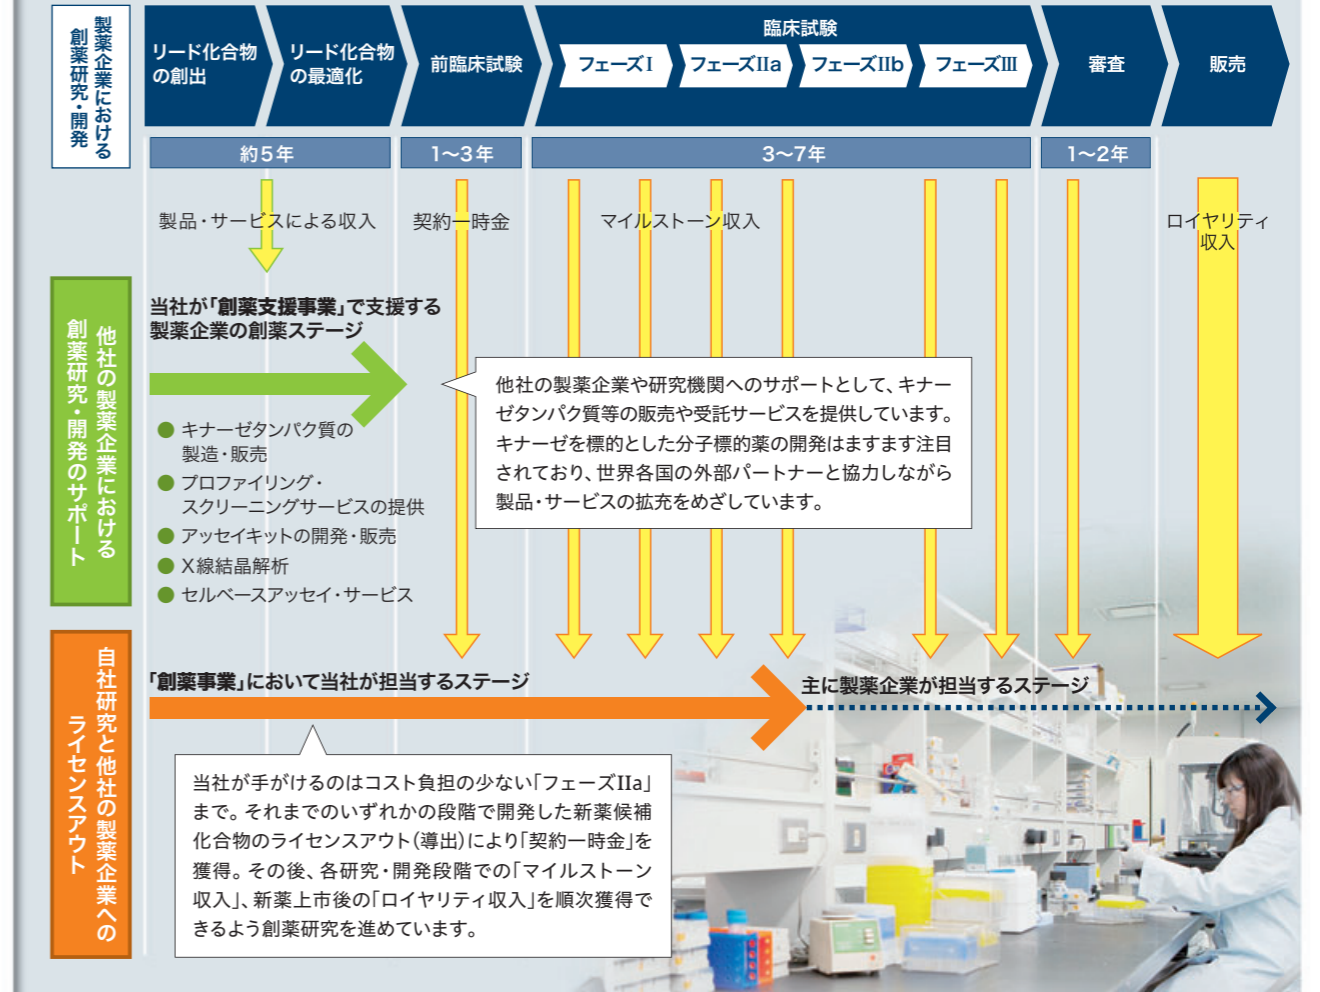 製薬企業における
創薬研究・開発
リード化合物
の創出
リード化合物
の最適化
前臨床試験
臨床試験
フェーズⅠ
フェーズⅡa
フェーズⅡb
フェーズⅢ
審査
販売
約5年
1〜3年
3〜7年
1〜2年
製品・サービスによる収入
契約一時金
マイルストーン収入
ロイヤリティ
収入
他社の製薬企業における
創薬研究・開発のサポート
当社が「創薬支援事業」で支援する
製薬企業の創薬ステージ
● キナーゼタンパク質の
製造・販売
● プロファイリング・
スクリーニングサービスの提供
● アッセイキットの開発・販売
● X線結晶解析
● セルベースアッセイ・サービス
他社の製薬企業や研究機関へのサポートとして、キナー
ゼタンパク質等の販売や受託サービスを提供しています。
キナーゼを標的とした分子標的薬の開発はますます注目
されており、世界各国の外部パートナーと協力しながら
製品・サービスの拡充をめざしています。
自社研究と他社の製薬企業への
ライセンスアウト
「創薬事業」において当社が担当するステージ
主に製薬企業が担当するステージ
当社が手がけるのはコスト負担の少ない「フェーズⅡa」
まで。それまでのいずれかの段階で開発した新薬候補
化合物のライセンスアウト(導出)により「契約一時金」を
獲得。その後、各研究・開発段階での「マイルストーン
収入」、新薬上市後の「ロイヤリティ収入」を順次獲得で
きるよう創薬研究を進めています。